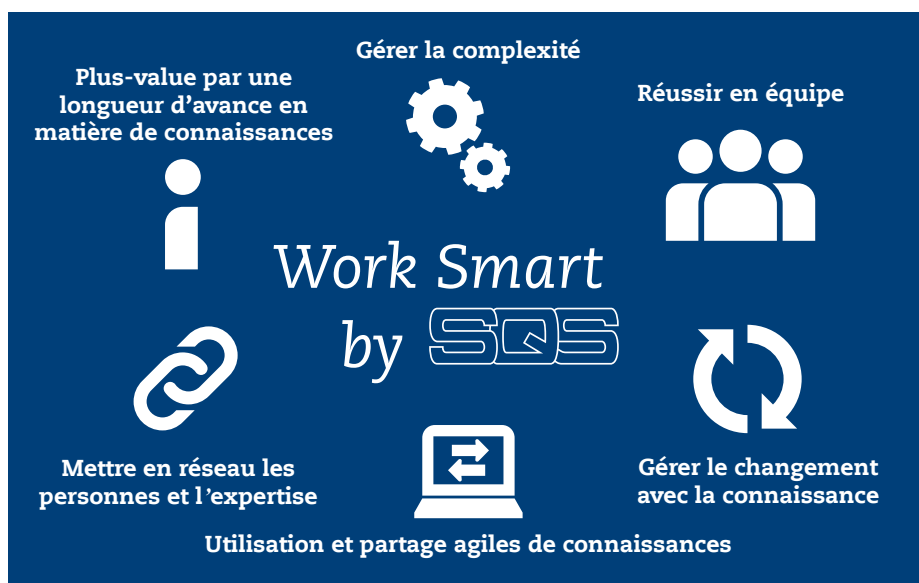 Gérer la complexité
Plus-value par une
longueur d’avance en
matière de connaissances
Réussir en équipe
Work Smart
by SQS
Mettre en réseau les
personnes et l’expertise
Gérer le changement
avec la connaissance
Utilisation et partage agiles de connaissances